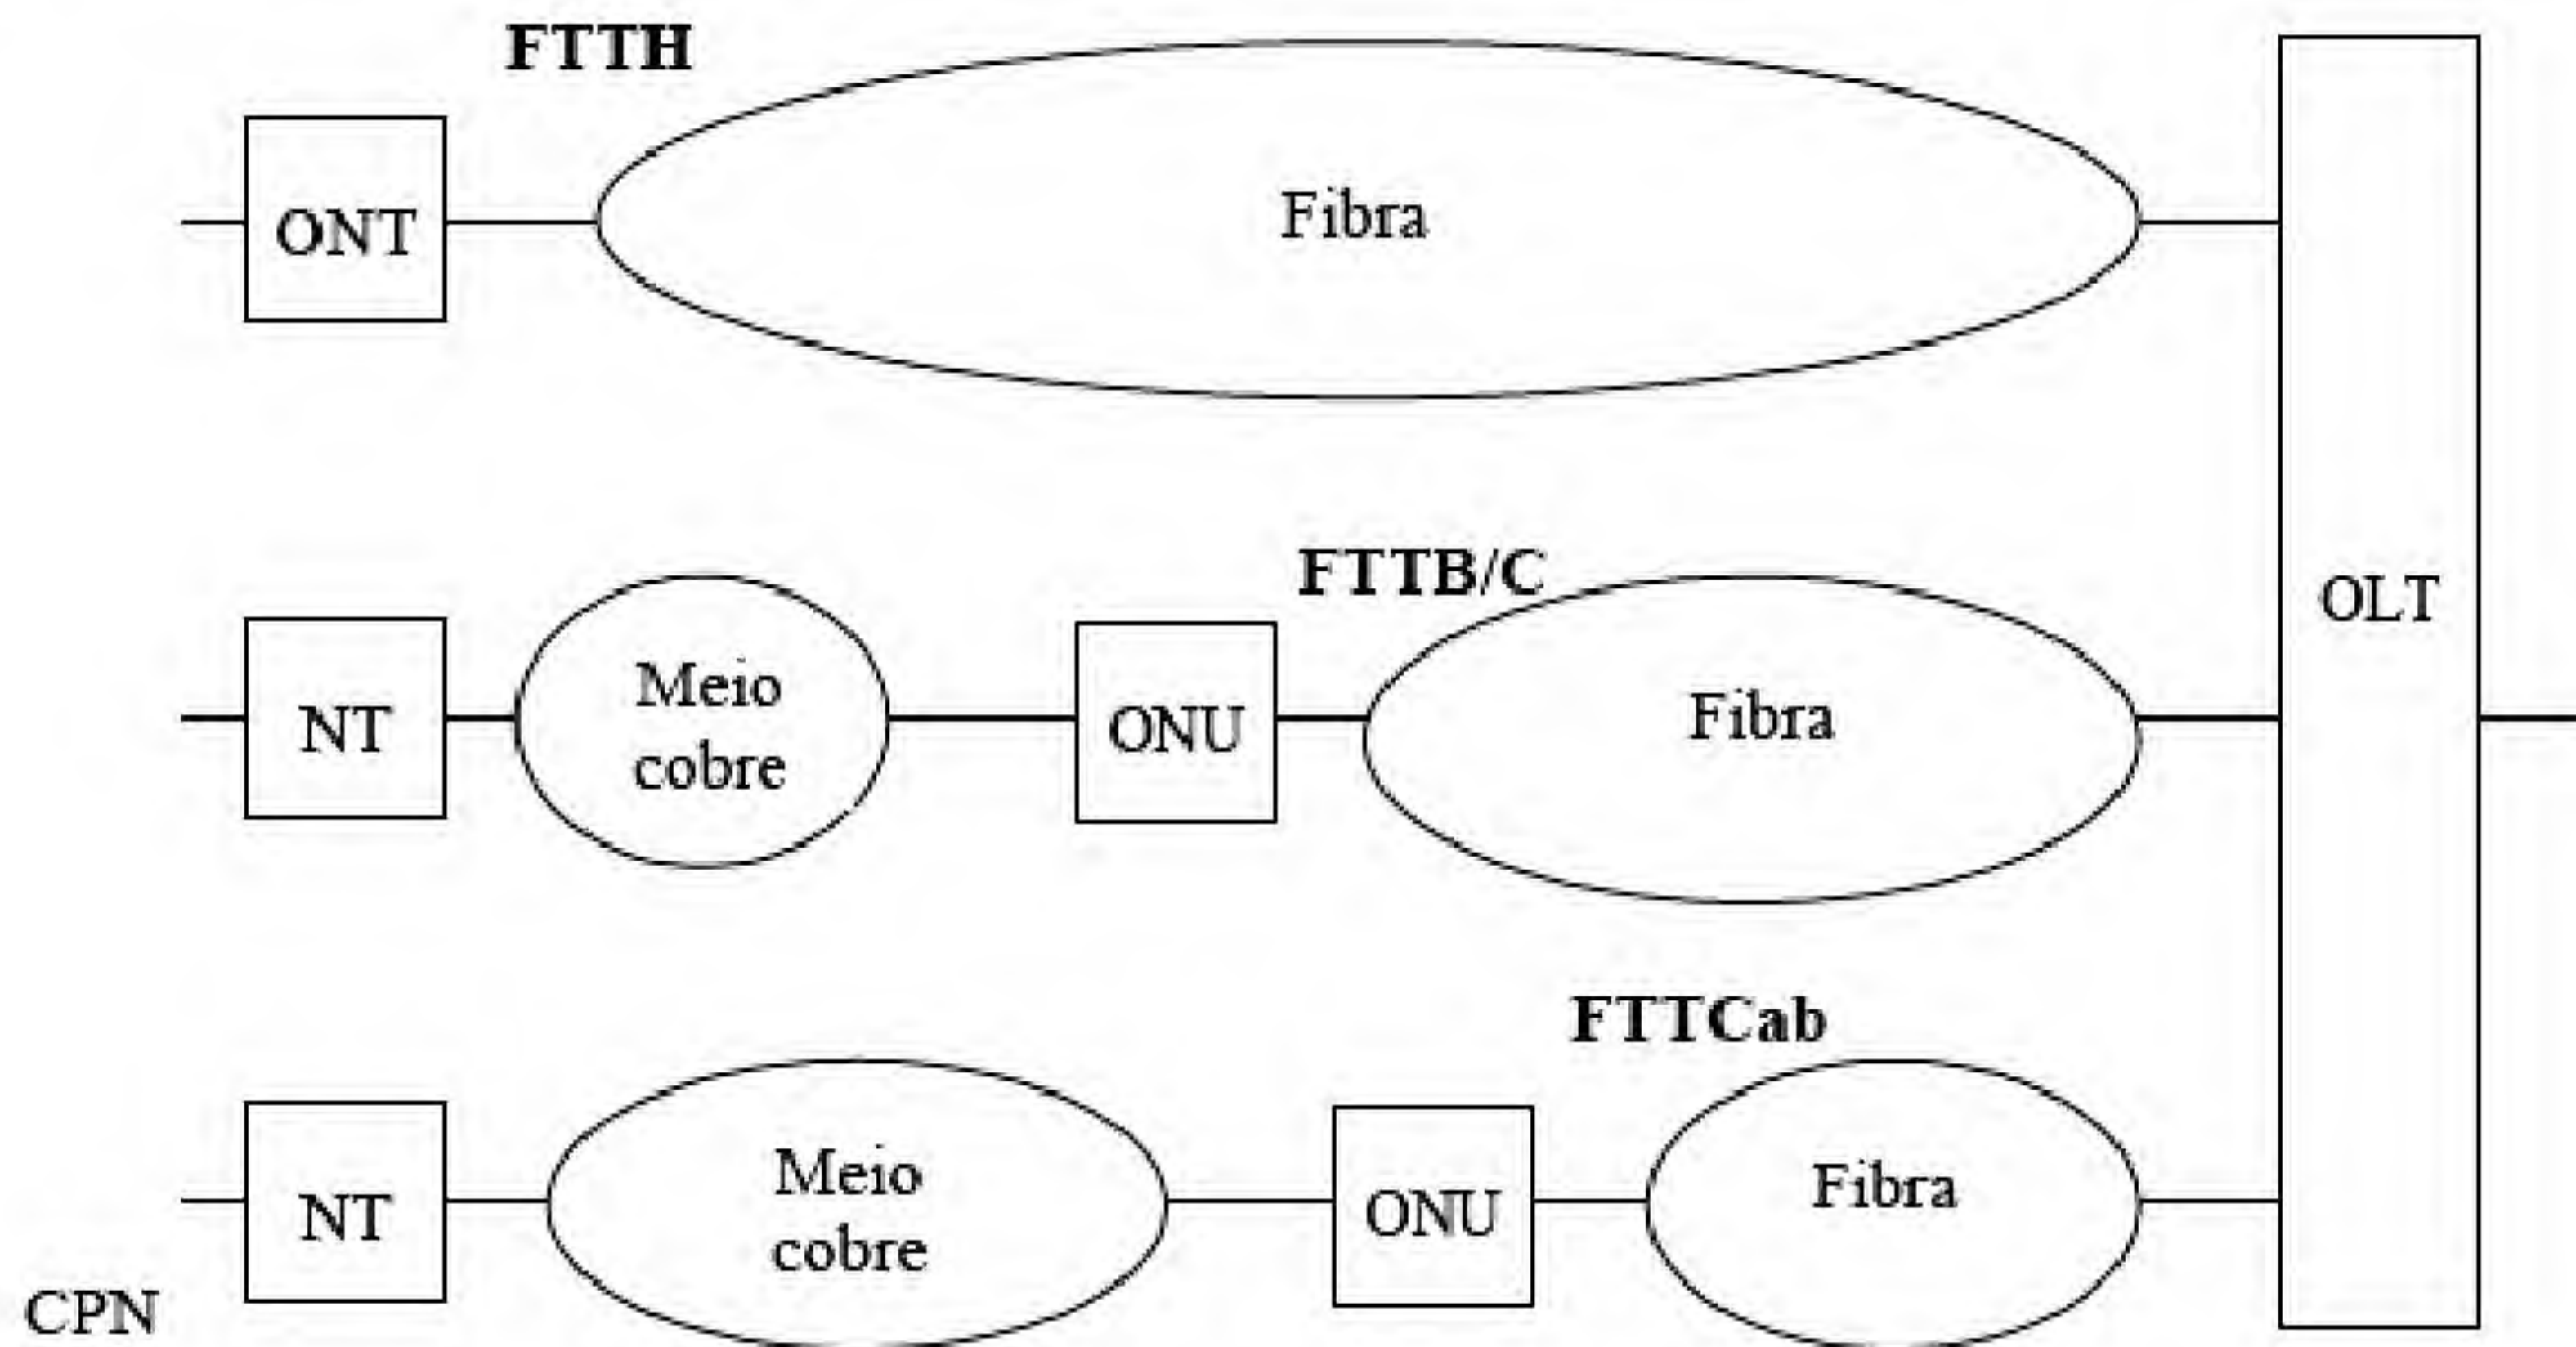 FTTH
ONT
Fibra
OLT
FTTB/C
NT
Meio
cobre
ONU
Fibra
FTTCab
NT
Meio
cobre
ONU
Fibra
CPN